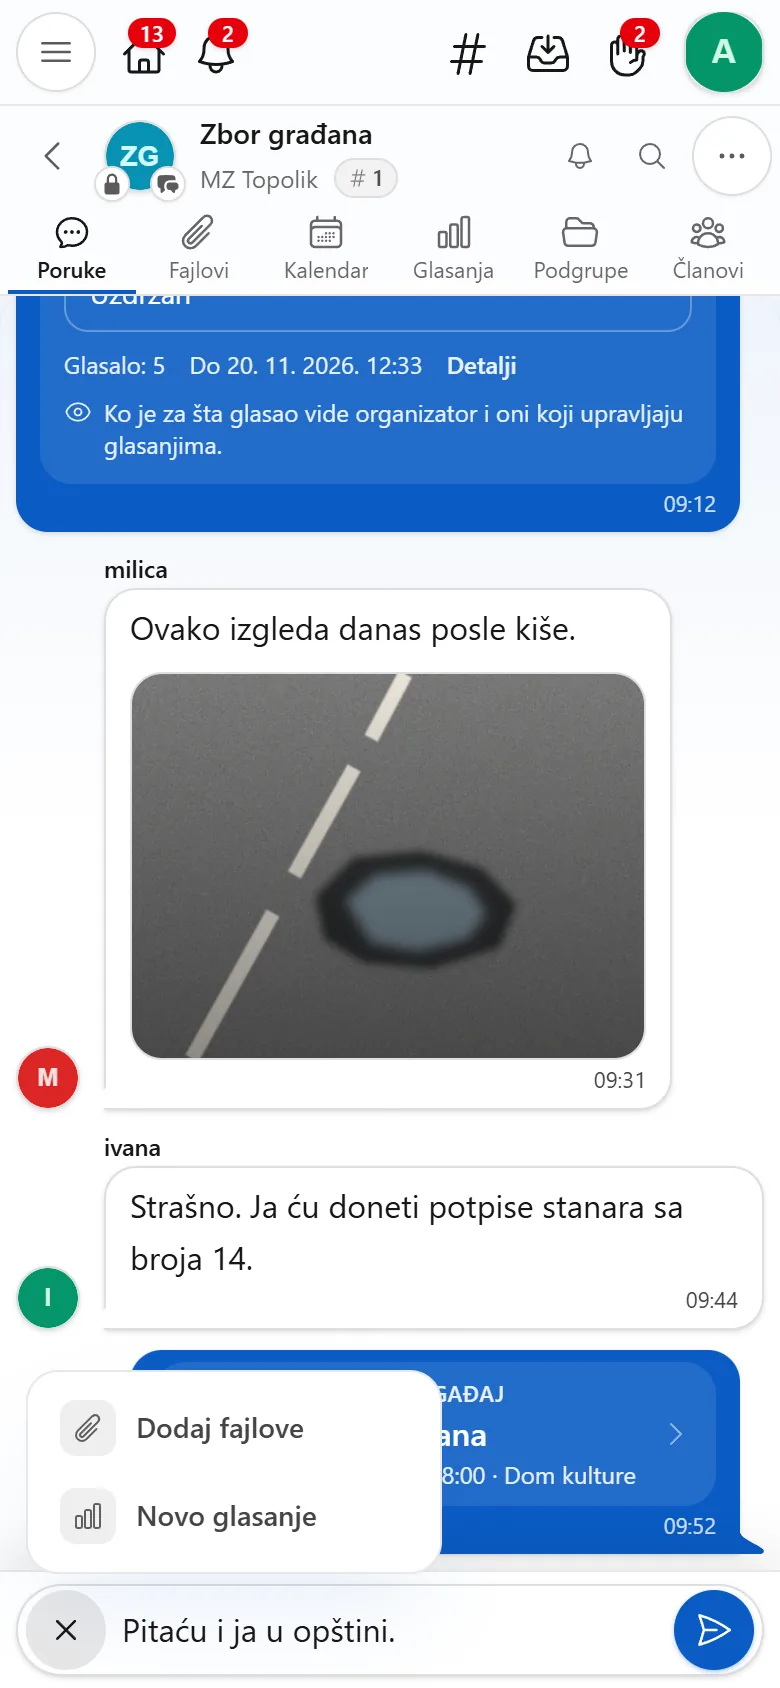 13
2
#
2
A
ZG
Zbor građana
MZ Topolik
# 1
Poruke
Fajlovi
Kalendar
Glasanja
Podgrupe
Članovi
Uzdržan
Glasalo: 5 Do 20. 11. 2026. 12:33 Detalji
Ko je za šta glasao vide organizator i oni koji upravljaju
glasanjima.
09:12
milica
Ovako izgleda danas posle kiše.
09:31
M
ivana
Strašno. Ja ću doneti potpise stanara sa
broja 14.
I
09:44
GAĐAJ
ana
8:00 · Dom kulture
09:52
Dodaj fajlove
Novo glasanje
Pitaću i ja u opštini.